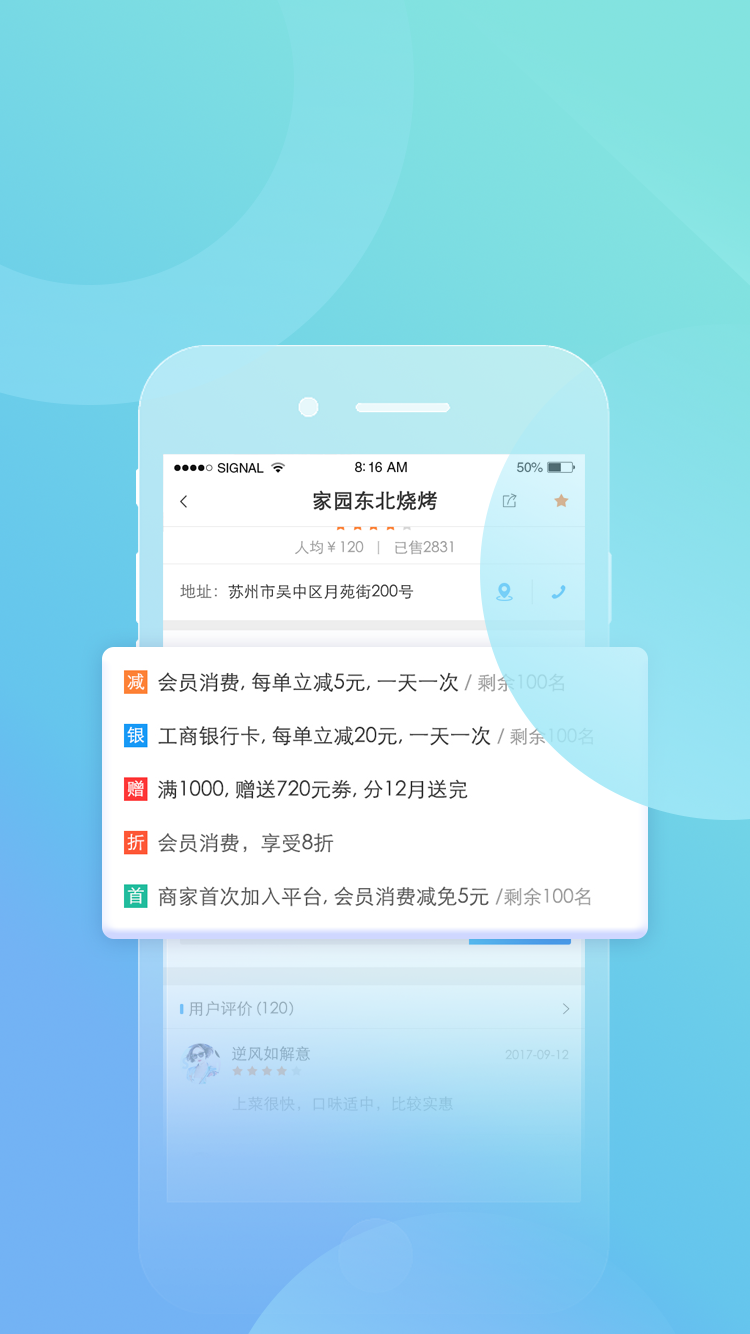 SIGNAL 8:16 AM 50%
家园东北烧烤
人均¥120 | 已售2831
地址：苏州市吴中区月苑街200号
减 会员消费, 每单立减5元, 一天一次 / 剩余100名
银 工商银行卡, 每单立减20元, 一天一次 / 剩余100名
赠 满1000, 赠送720元券, 分12月送完
折 会员消费，享受8折
首 商家首次加入平台, 会员消费减免5元 /剩余100名
用户评价 (120)
逆风如解意 2017-09-12
上菜很快，口味适中，比较实惠